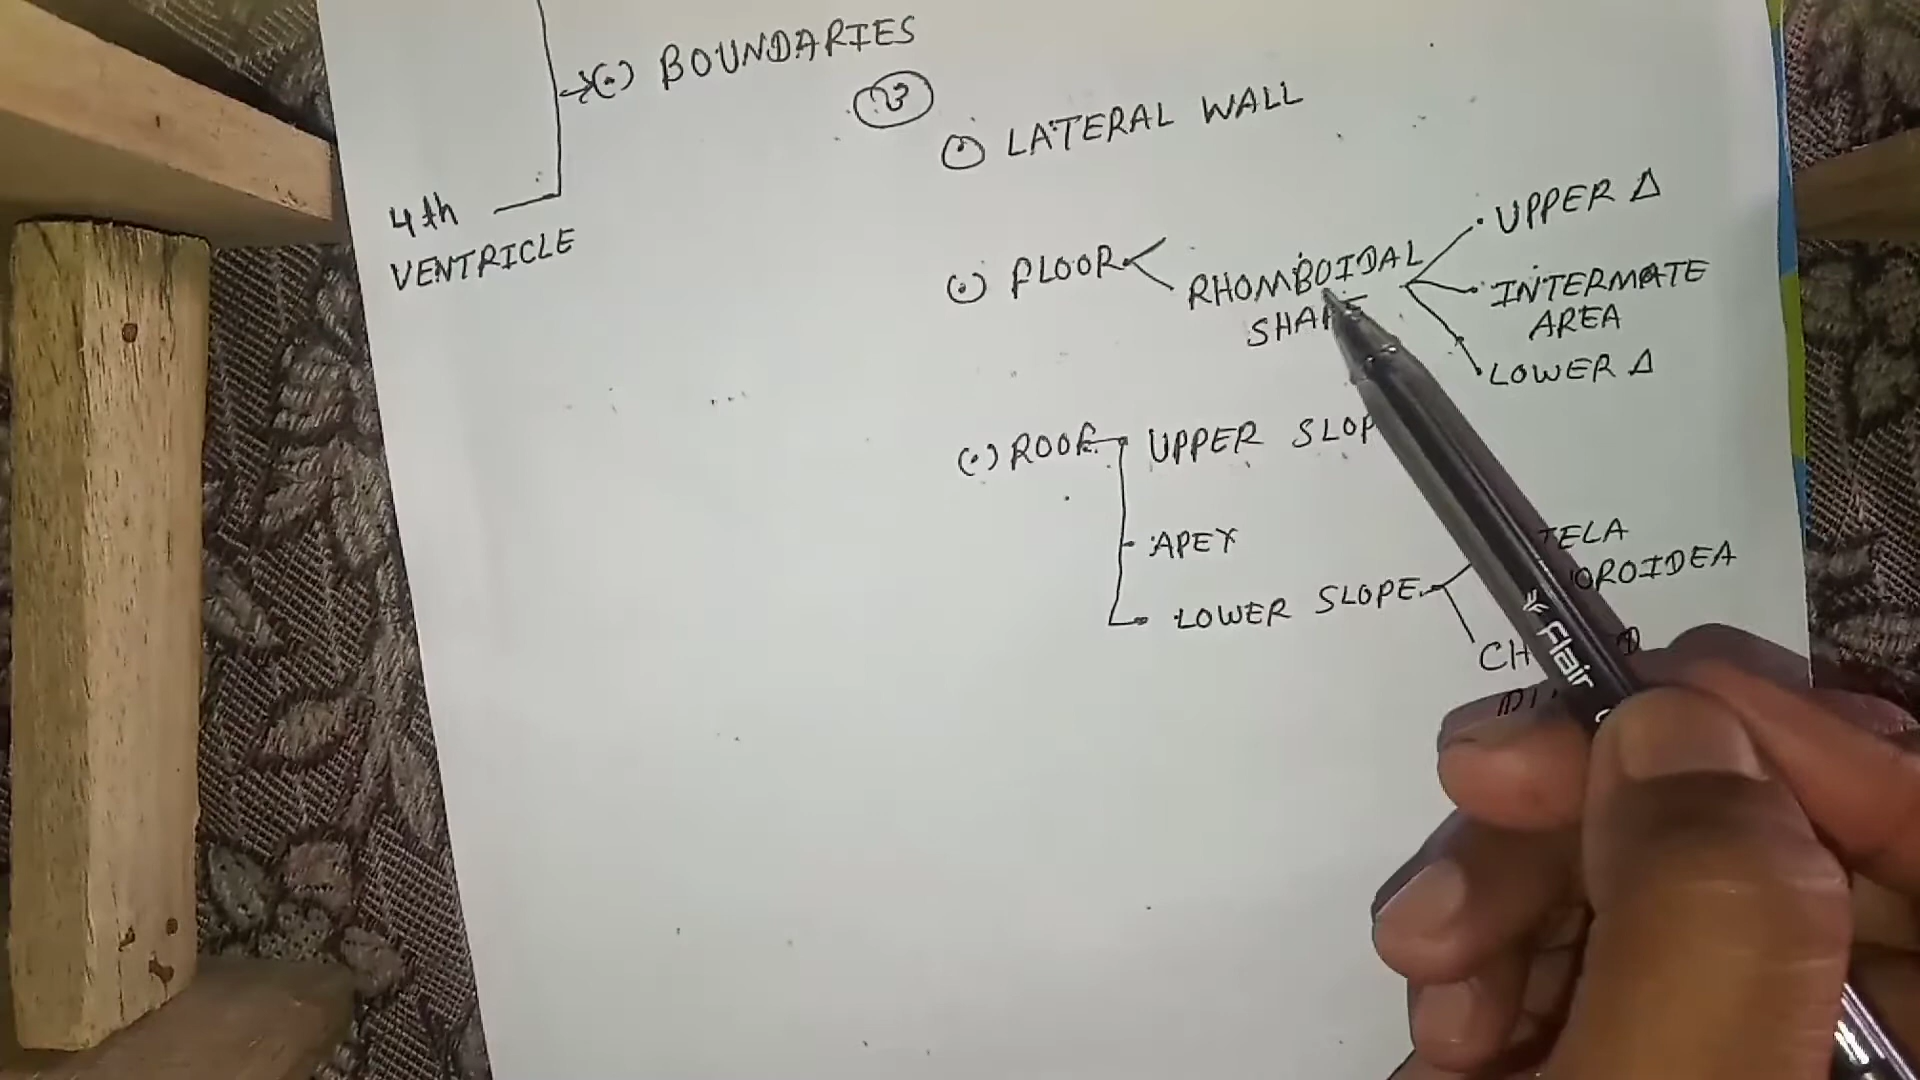 BOUNDARIES
3
LATERAL WALL
4th
VENTRICLE
FLOOR
RHOMBOIDAL
UPPER Δ
INTERMATE
AREA
LOWER Δ
ROOF
UPPER
APEX
LOWER SLOPE
TELA
flair